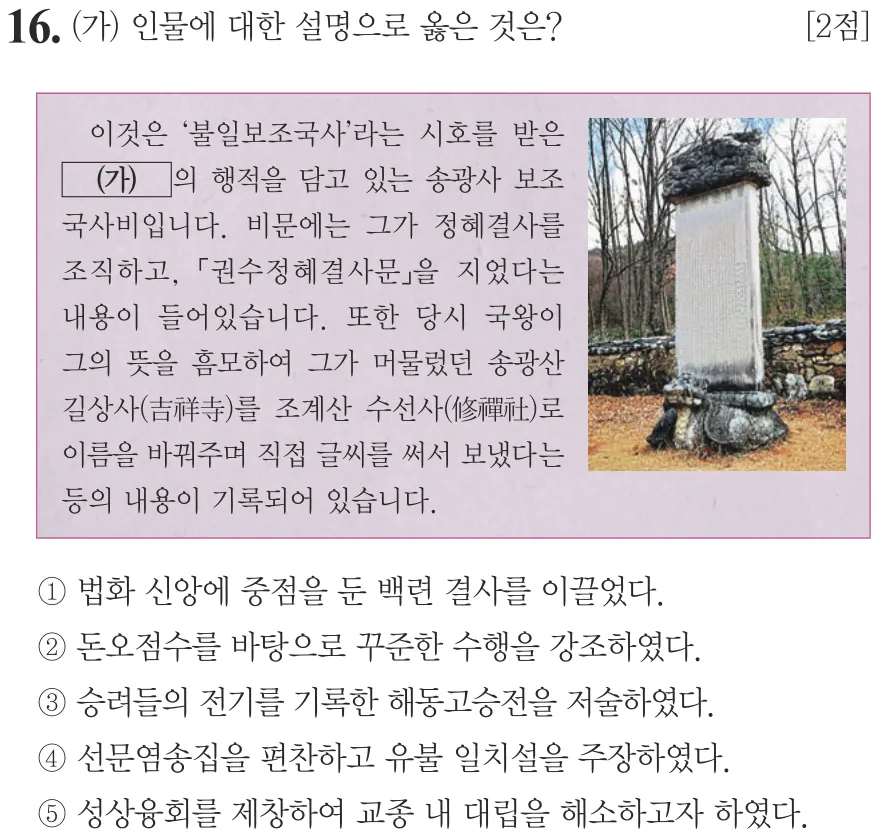 16. (가) 인물에 대한 설명으로 옳은 것은? [2점]
이것은 ‘불일보조국사’라는 시호를 받은
(가) 의 행적을 담고 있는 송광사 보조
국사비입니다. 비문에는 그가 정혜결사를
조직하고, 「권수정혜결사문」을 지었다는
내용이 들어있습니다. 또한 당시 국왕이
그의 뜻을 흠모하여 그가 머물렀던 송광산
길상사(吉祥寺)를 조계산 수선사(修禪社)로
이름을 바꿔주며 직접 글씨를 써서 보냈다는
등의 내용이 기록되어 있습니다.
① 법화 신앙에 중점을 둔 백련 결사를 이끌었다.
② 돈오점수를 바탕으로 꾸준한 수행을 강조하였다.
③ 승려들의 전기를 기록한 해동고승전을 저술하였다.
④ 선문염송집을 편찬하고 유불 일치설을 주장하였다.
⑤ 성상융회를 제창하여 교종 내 대립을 해소하고자 하였다.